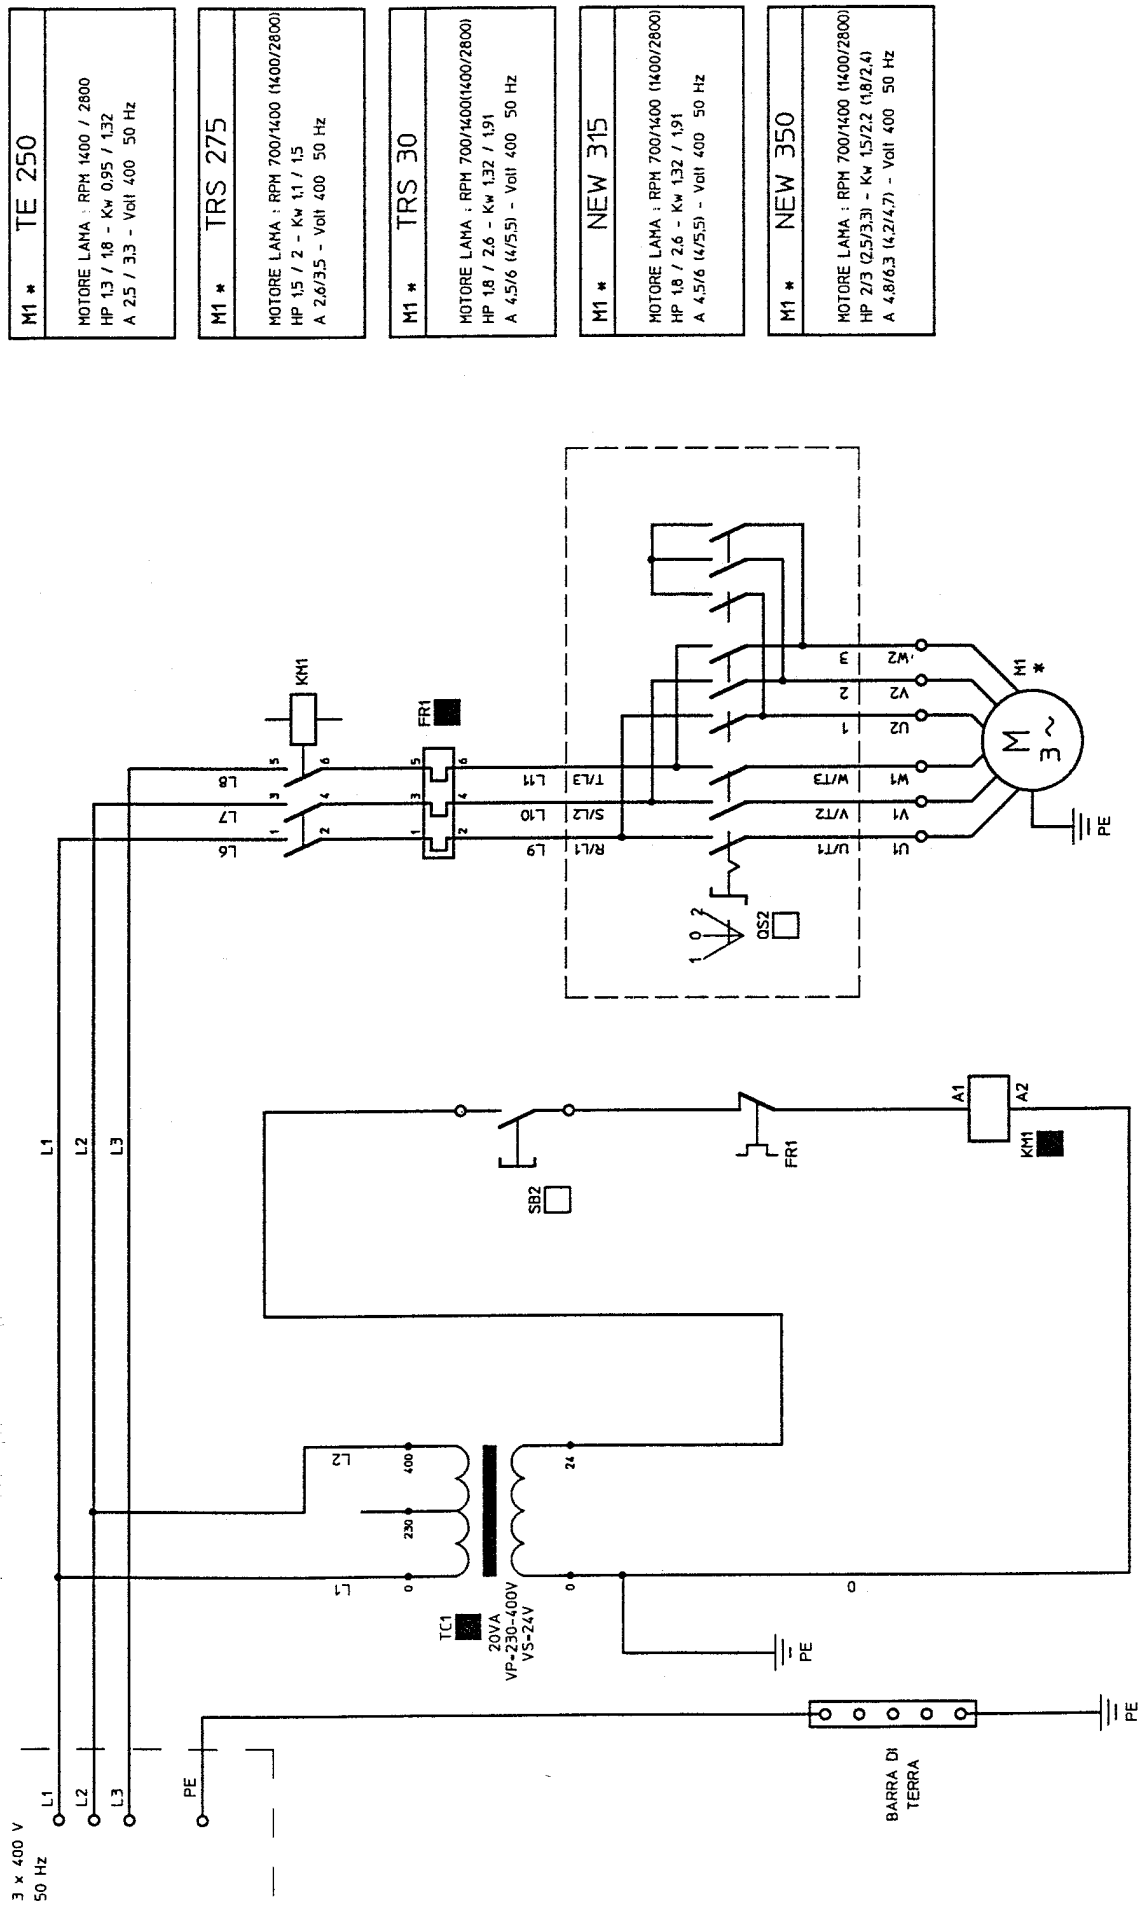 3 x 400 V
50 Hz
L1
L2
L3
PE
L1
L2
L3
L1
L2
0
230
400
TC1
20VA
VP=230-400V
VS=24V
0
24
0
PE
BARRA DI
TERRA
PE
SB2
FR1
A1
A2
KM1
L6
L7
L8
1
3
5
2
4
6
KM1
1
3
5
2
4
6
FR1
L9
L10
L11
R/L1
S/L2
T/L3
1
0
2
QS2
U/T1
V/T2
W/T3
1
2
3
U1
V1
W1
U2
V2
W2
M
3 ~
M1
*
PE
M1 * TE 250
MOTORE LAMA : RPM 1400 / 2800
HP 1,3 / 1,8 - Kw 0,95 / 1,32
A 2,5 / 3,3 - Volt 400 50 Hz
M1 * TRS 275
MOTORE LAMA : RPM 700/1400 (1400/2800)
HP 1,5 / 2 - Kw 1,1 / 1,5
A 2,6/3,5 - Volt 400 50 Hz
M1 * TRS 30
MOTORE LAMA : RPM 700/1400(1400/2800)
HP 1,8 / 2,6 - Kw 1,32 / 1,91
A 4,5/6 (4/5,5) - Volt 400 50 Hz
M1 * NEW 315
MOTORE LAMA : RPM 700/1400 (1400/2800)
HP 1,8 / 2,6 - Kw 1,32 / 1,91
A 4,5/6 (4/5,5) - Volt 400 50 Hz
M1 * NEW 350
MOTORE LAMA : RPM 700/1400 (1400/2800)
HP 2/3 (2,5/3,3) - Kw 1,5/2,2 (1,8/2,4)
A 4,8/6,3 (4,2/4,7) - Volt 400 50 Hz